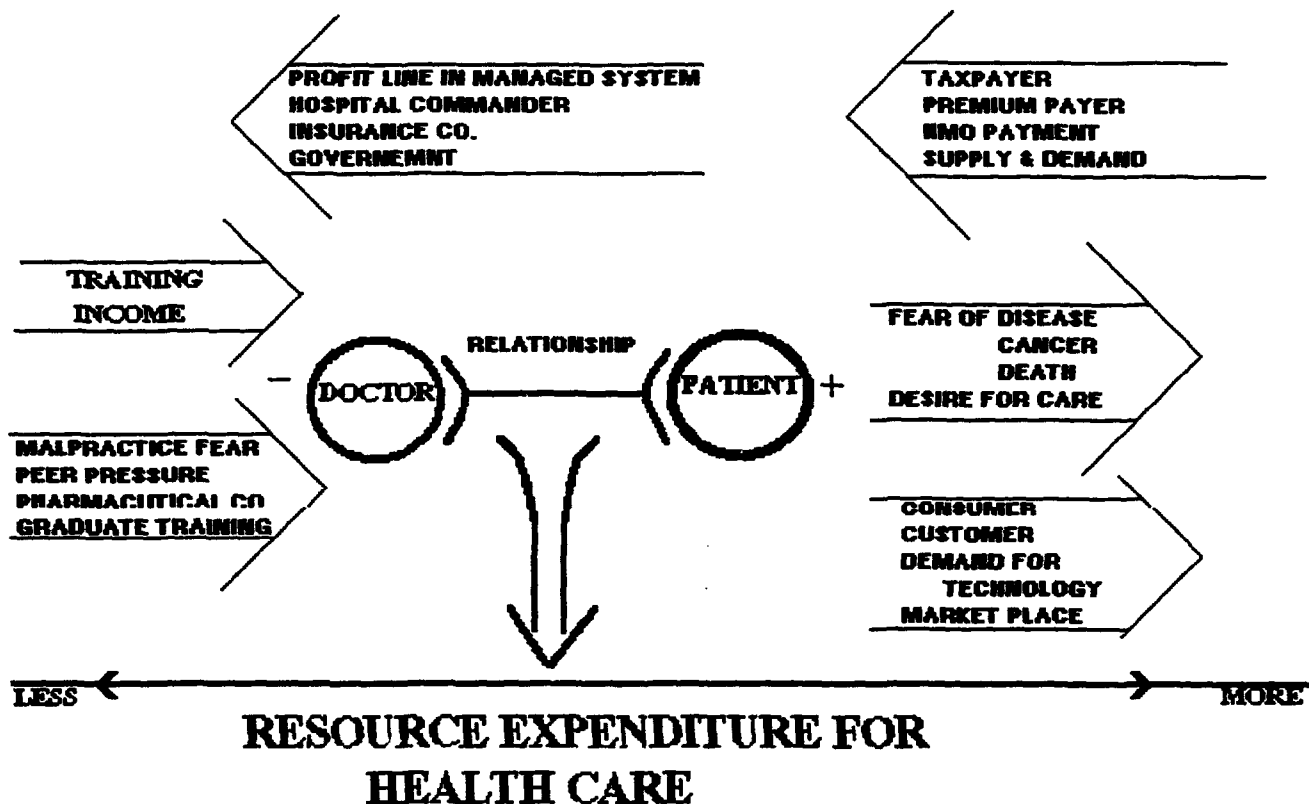 PROFIT LINE IN MANAGED SYSTEM
HOSPITAL COMMANDER
INSURANCE CO.
GOVERNEMNT
TAXPAYER
PREMIUM PAYER
HMO PAYMENT
SUPPLY & DEMAND
TRAINING
INCOME
RELATIONSHIP
- DOCTOR
PATIENT +
FEAR OF DISEASE
CANCER
DEATH
DESIRE FOR CARE
MALPRACTICE FEAR
PEER PRESSURE
PHARMACUTICAL CO
GRADUATE TRAINING
CONSUMER
CUSTOMER
DEMAND FOR
TECHNOLOGY
MARKET PLACE
LESS
MORE
RESOURCE EXPENDITURE FOR
HEALTH CARE